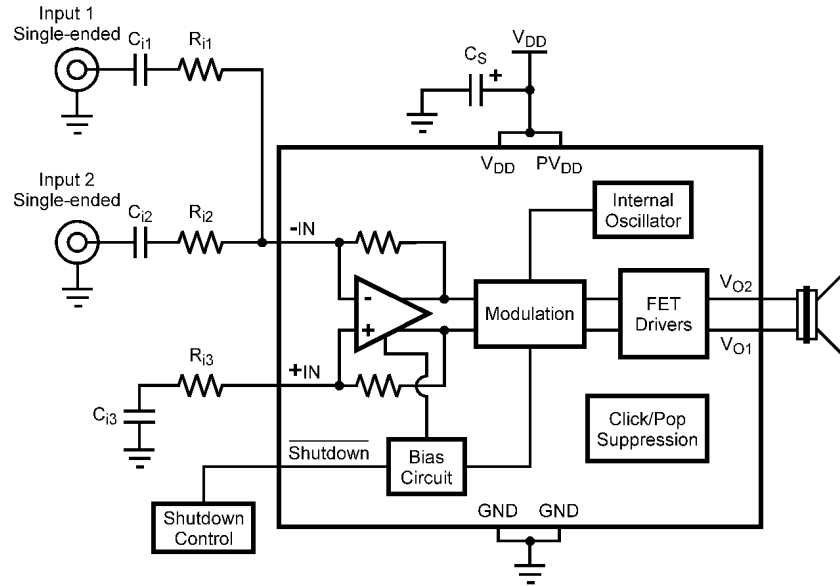 Input 1
Single-ended
Ci1
Ri1
CS
+
VDD
VDD
PVDD
Input 2
Single-ended
Ci2
Ri2
-IN
Internal
Oscillator
-
+
Modulation
FET
Drivers
VO2
VO1
Ri3
+IN
Ci3
Click/Pop
Suppression
Shutdown
Bias
Circuit
Shutdown
Control
GND
GND